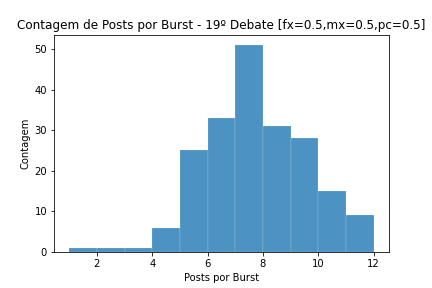 Contagem de Posts por Burst - 19º Debate [fx=0.5,mx=0.5,pc=0.5]
50
40
30
20
10
0
Contagem
2 4 6 8 10 12
Posts por Burst